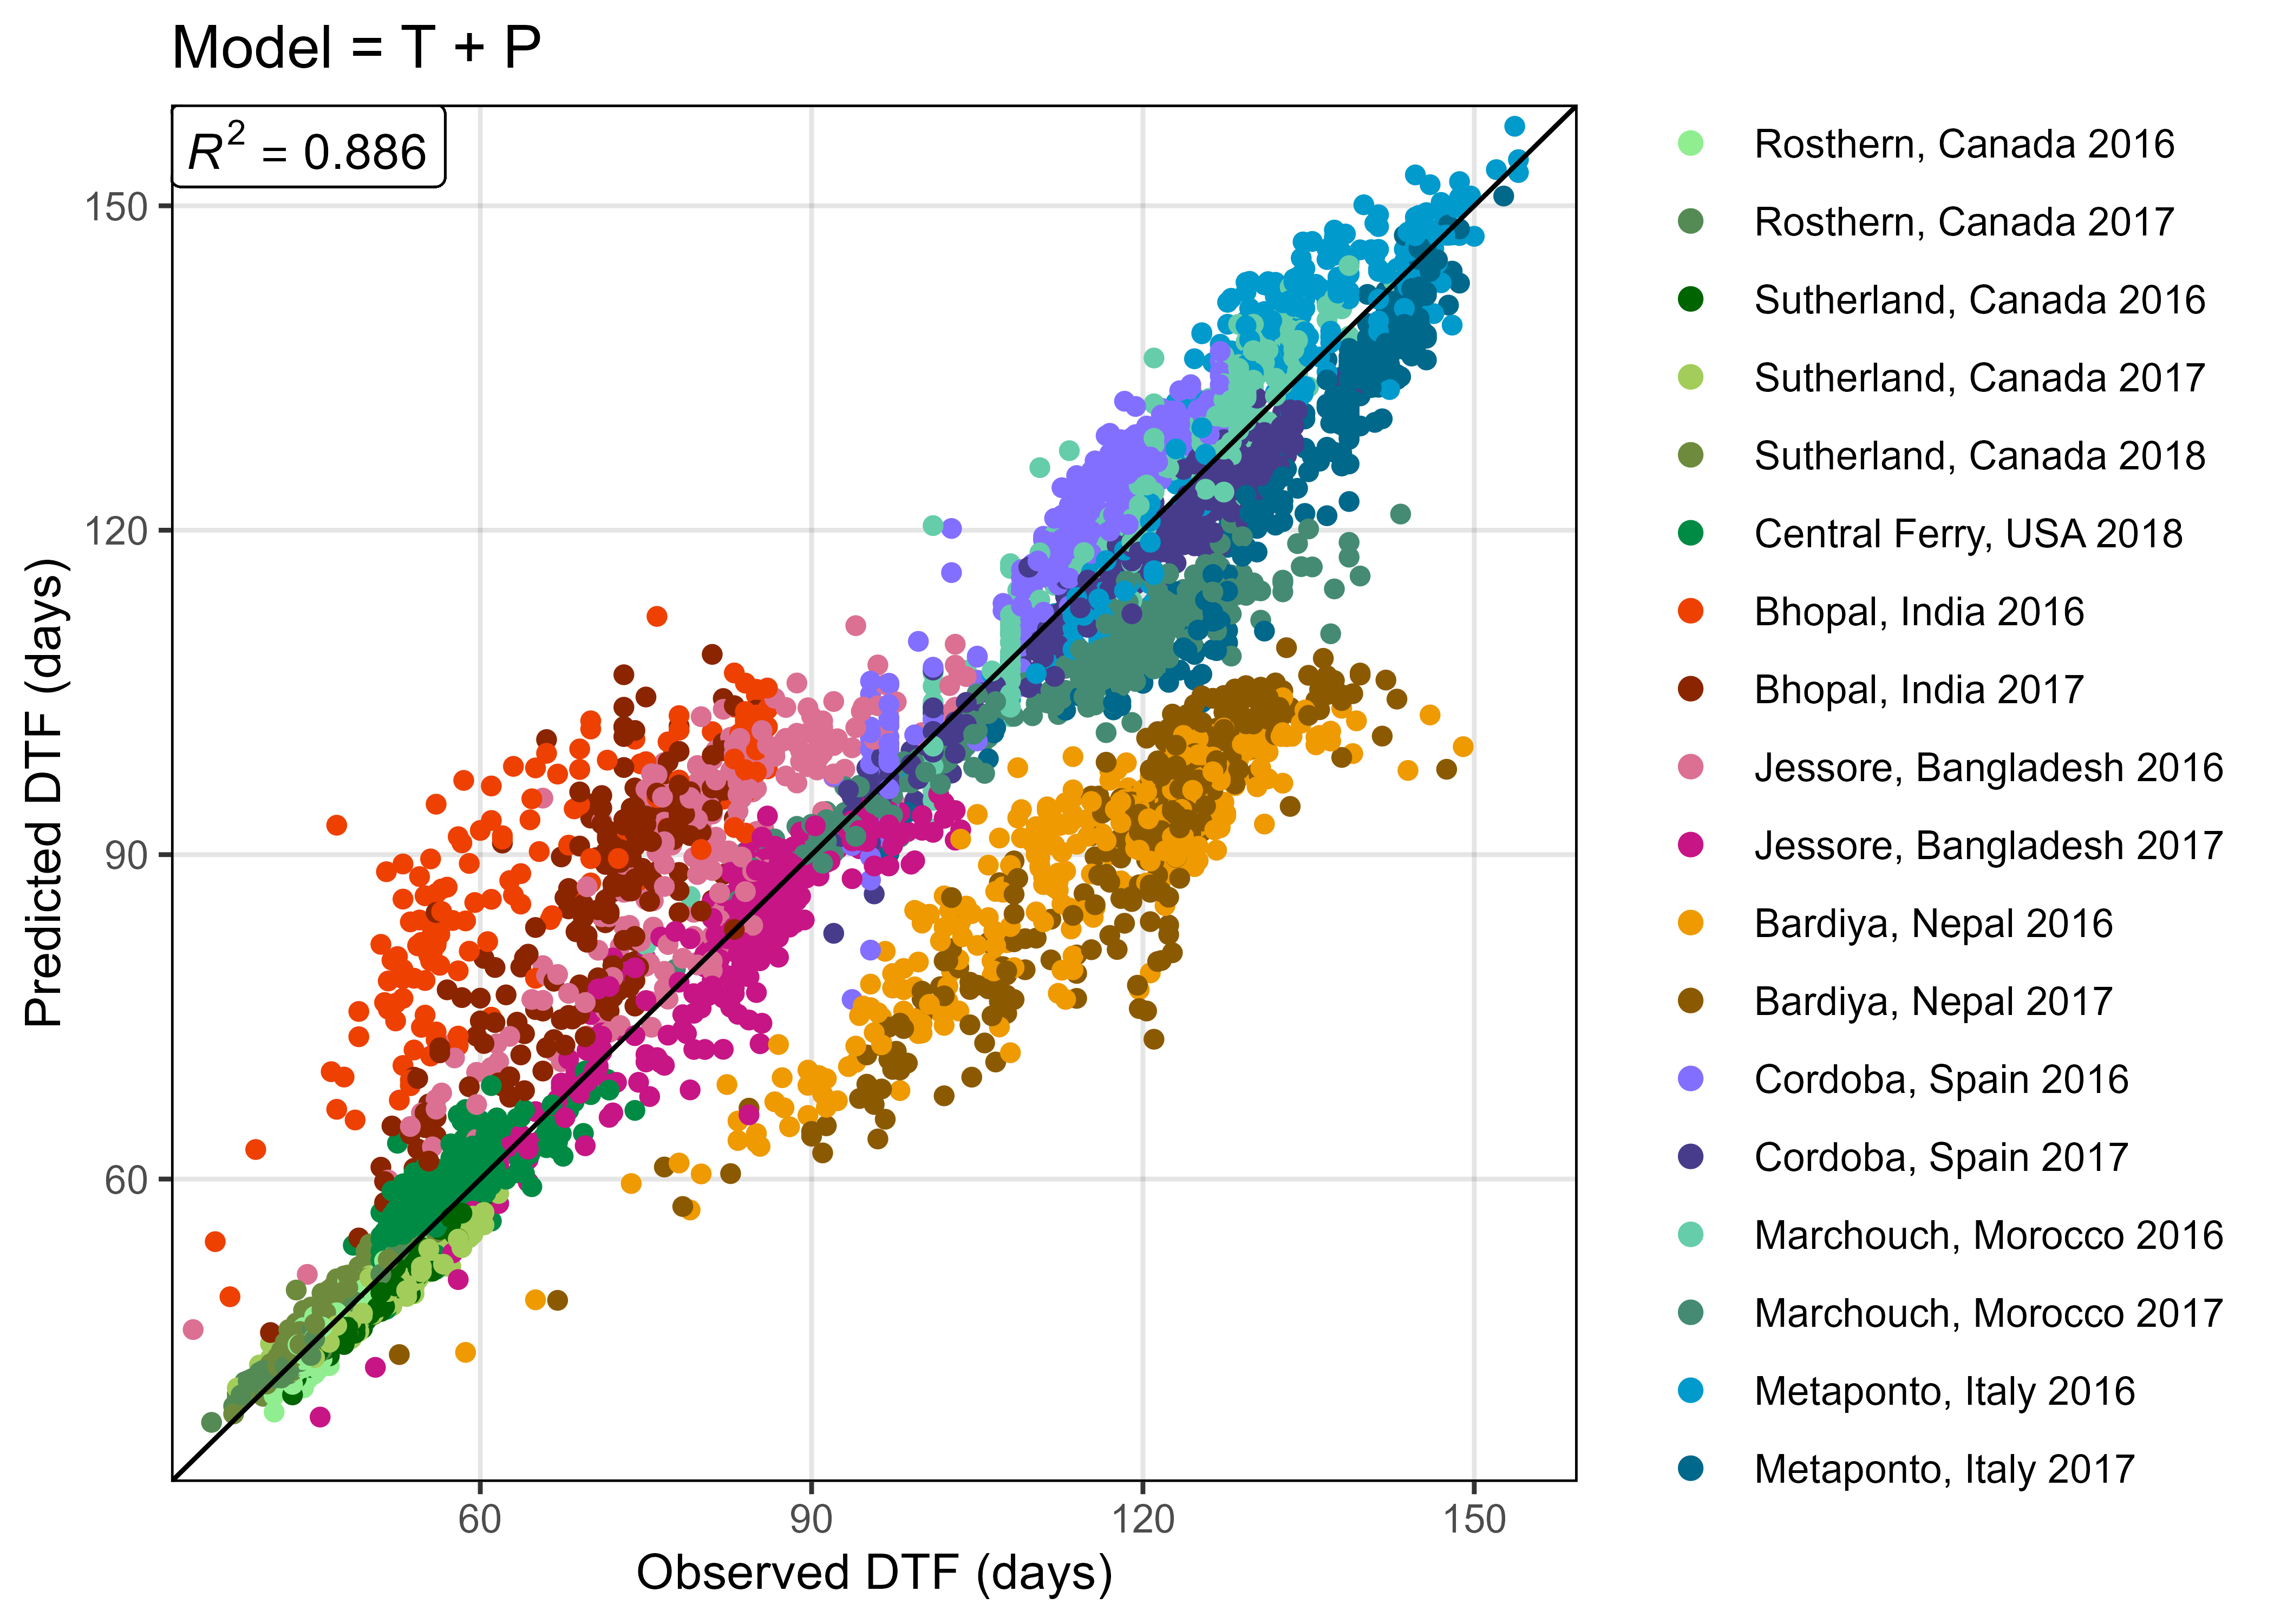 Model = T + P
R² = 0.886
150
120
90
60
60
90
120
150
Predicted DTF (days)
Observed DTF (days)
Rosthern, Canada 2016
Rosthern, Canada 2017
Sutherland, Canada 2016
Sutherland, Canada 2017
Sutherland, Canada 2018
Central Ferry, USA 2018
Bhopal, India 2016
Bhopal, India 2017
Jessore, Bangladesh 2016
Jessore, Bangladesh 2017
Bardiya, Nepal 2016
Bardiya, Nepal 2017
Cordoba, Spain 2016
Cordoba, Spain 2017
Marchouch, Morocco 2016
Marchouch, Morocco 2017
Metaponto, Italy 2016
Metaponto, Italy 2017